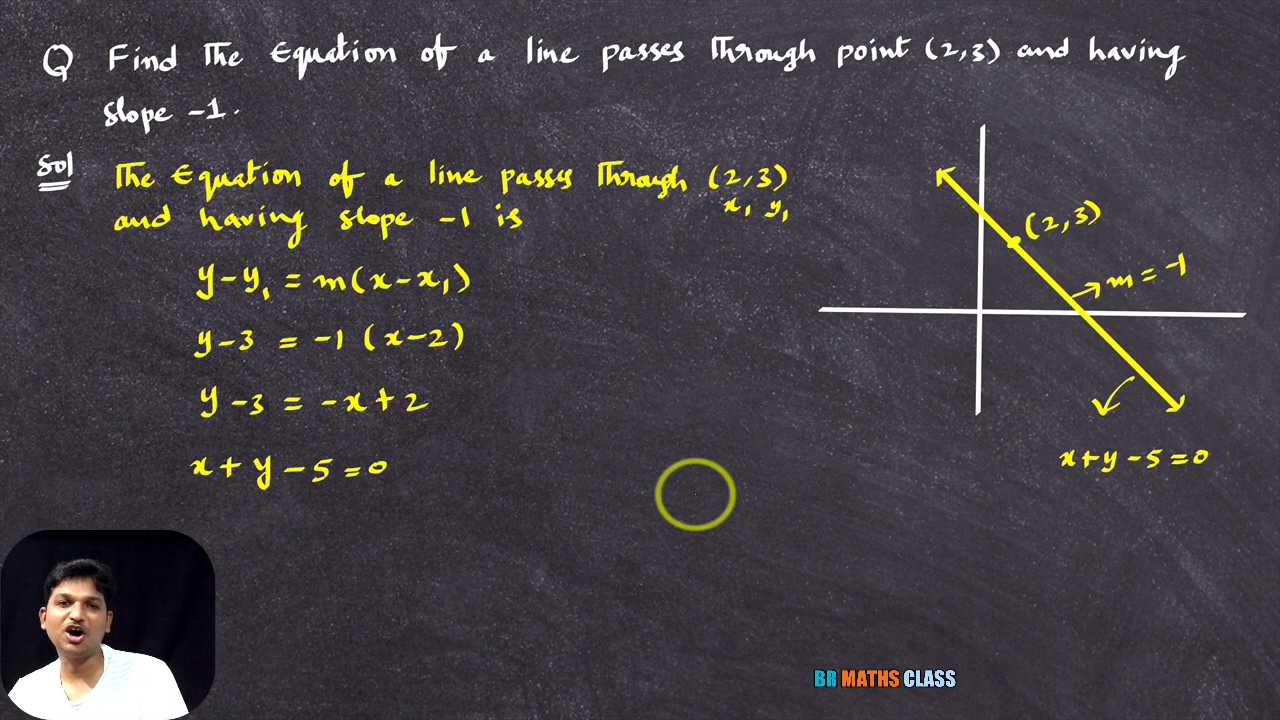 Q Find The Equation of a line passes Through point (2,3) and having
slope -1.
Sol The Equation of a line passes Through (2,3)
x₁ y₁
and having slope -1 is
y-y₁ = m(x-x₁)
y-3 = -1 (x-2)
y-3 = -x+2
x+y-5=0
(2,3)
m = -1
x+y-5=0
BR MATHS CLASS